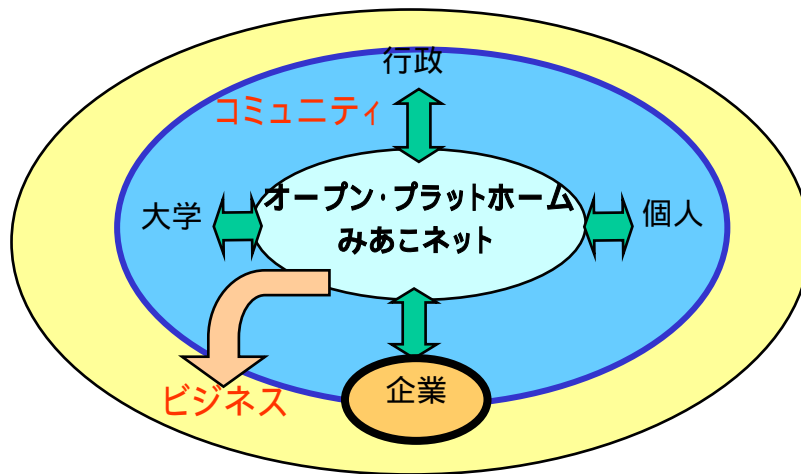 行政
コミュニティ
オープン・プラットホーム
みあこネット
大学
個人
ビジネス
企業